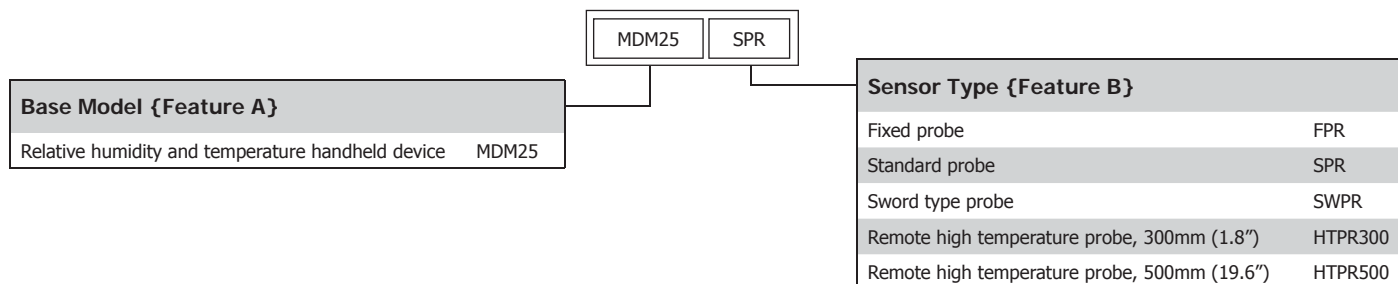 MDM25 SPR
Base Model {Feature A}
Relative humidity and temperature handheld device MDM25
Sensor Type {Feature B}
Fixed probe FPR
Standard probe SPR
Sword type probe SWPR
Remote high temperature probe, 300mm (1.8”) HTPR300
Remote high temperature probe, 500mm (19.6”) HTPR500